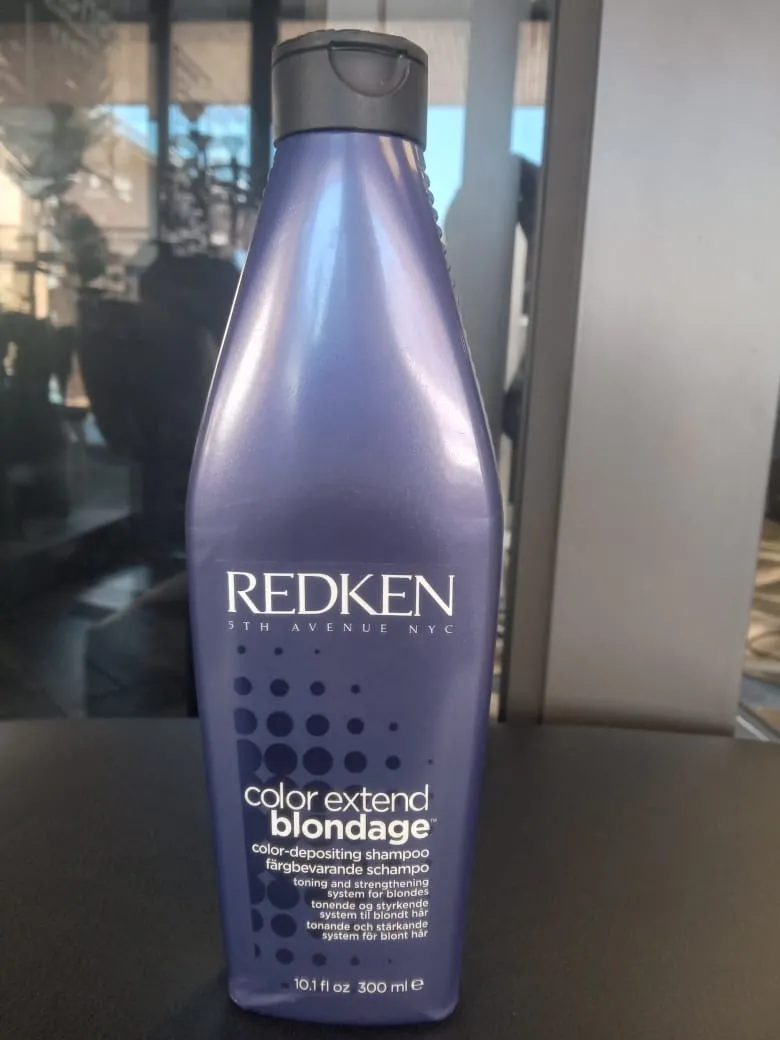 REDKEN
5TH AVENUE NYC
color extend
blondage™
color-depositing shampoo
färgbevarande schampo
toning and strengthening
system for blondes
tonende og styrkende
system til blondt hår
tonande och stärkande
system för blont hår
10.1 fl oz 300 ml ℮